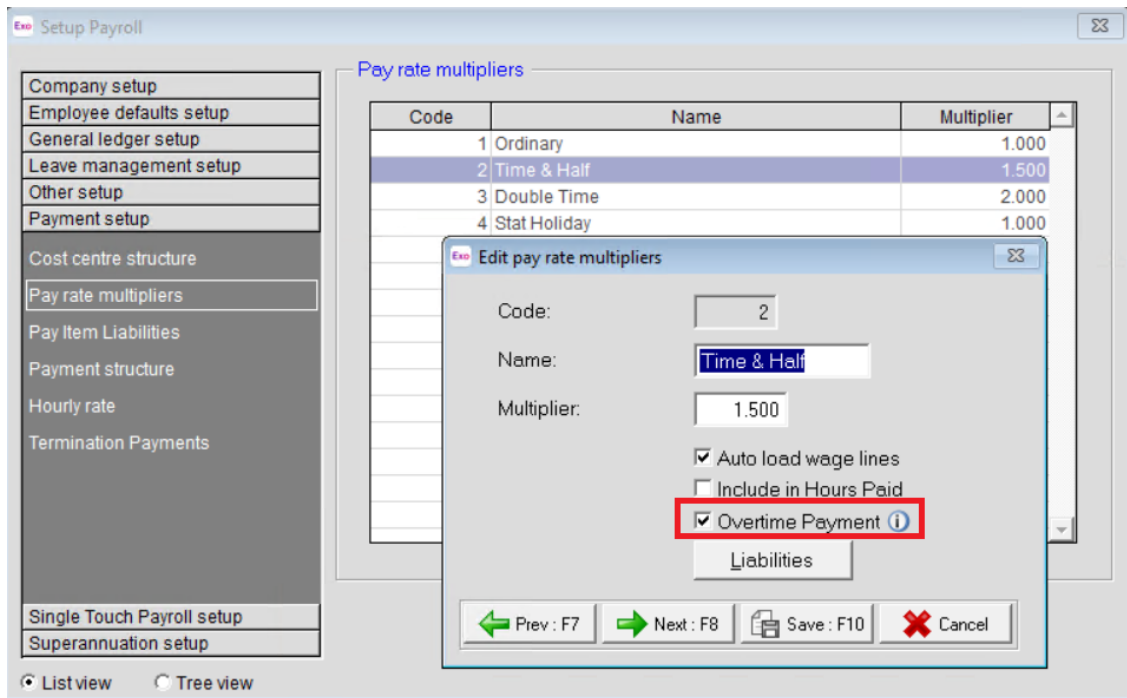 Exo Setup Payroll
Company setup
Employee defaults setup
General ledger setup
Leave management setup
Other setup
Payment setup
Cost centre structure
Pay rate multipliers
Pay Item Liabilities
Payment structure
Hourly rate
Termination Payments
Single Touch Payroll setup
Superannuation setup
List view Tree view
Pay rate multipliers
Code Name Multiplier
1 Ordinary 1.000
2 Time & Half 1.500
3 Double Time 2.000
4 Stat Holiday 1.000
Exo Edit pay rate multipliers
Code: 2
Name: Time & Half
Multiplier: 1.500
Auto load wage lines
Include in Hours Paid
Overtime Payment i
Liabilities
Prev : F7 Next : F8 Save : F10 Cancel